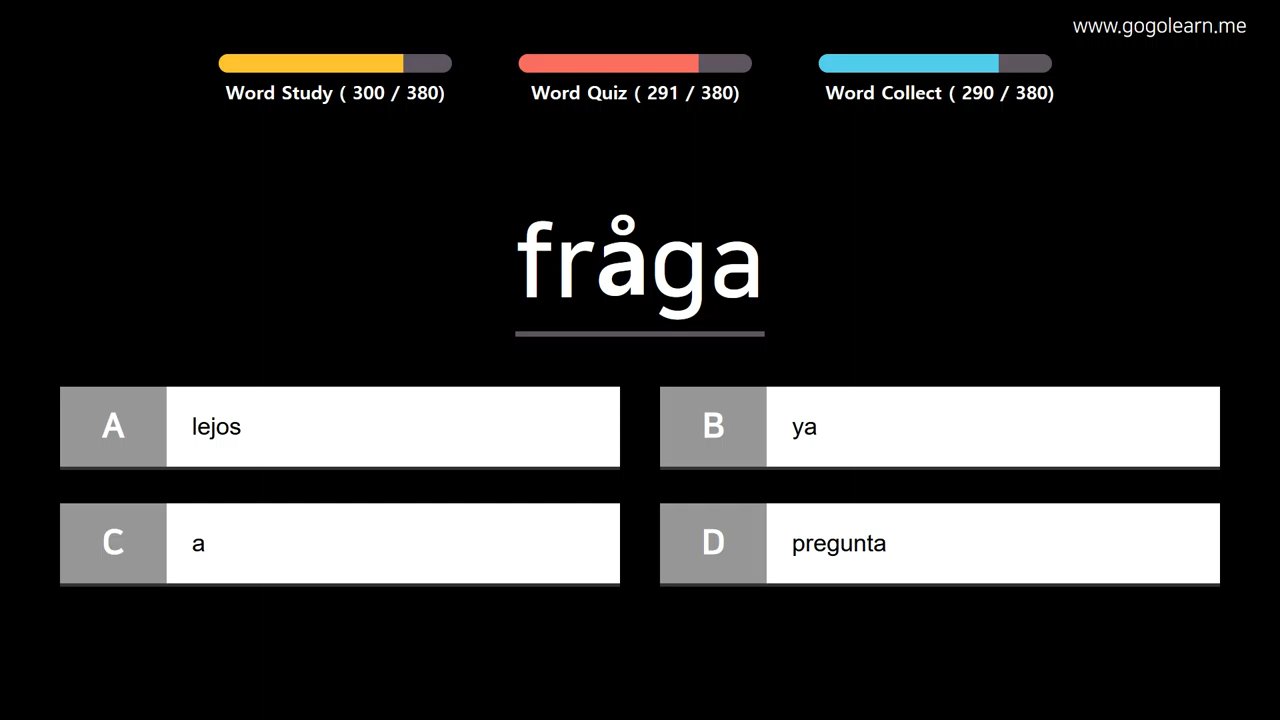 www.gogolearn.me
Word Study ( 300 / 380)
Word Quiz ( 291 / 380)
Word Collect ( 290 / 380)
fråga
A lejos
B ya
C a
D pregunta